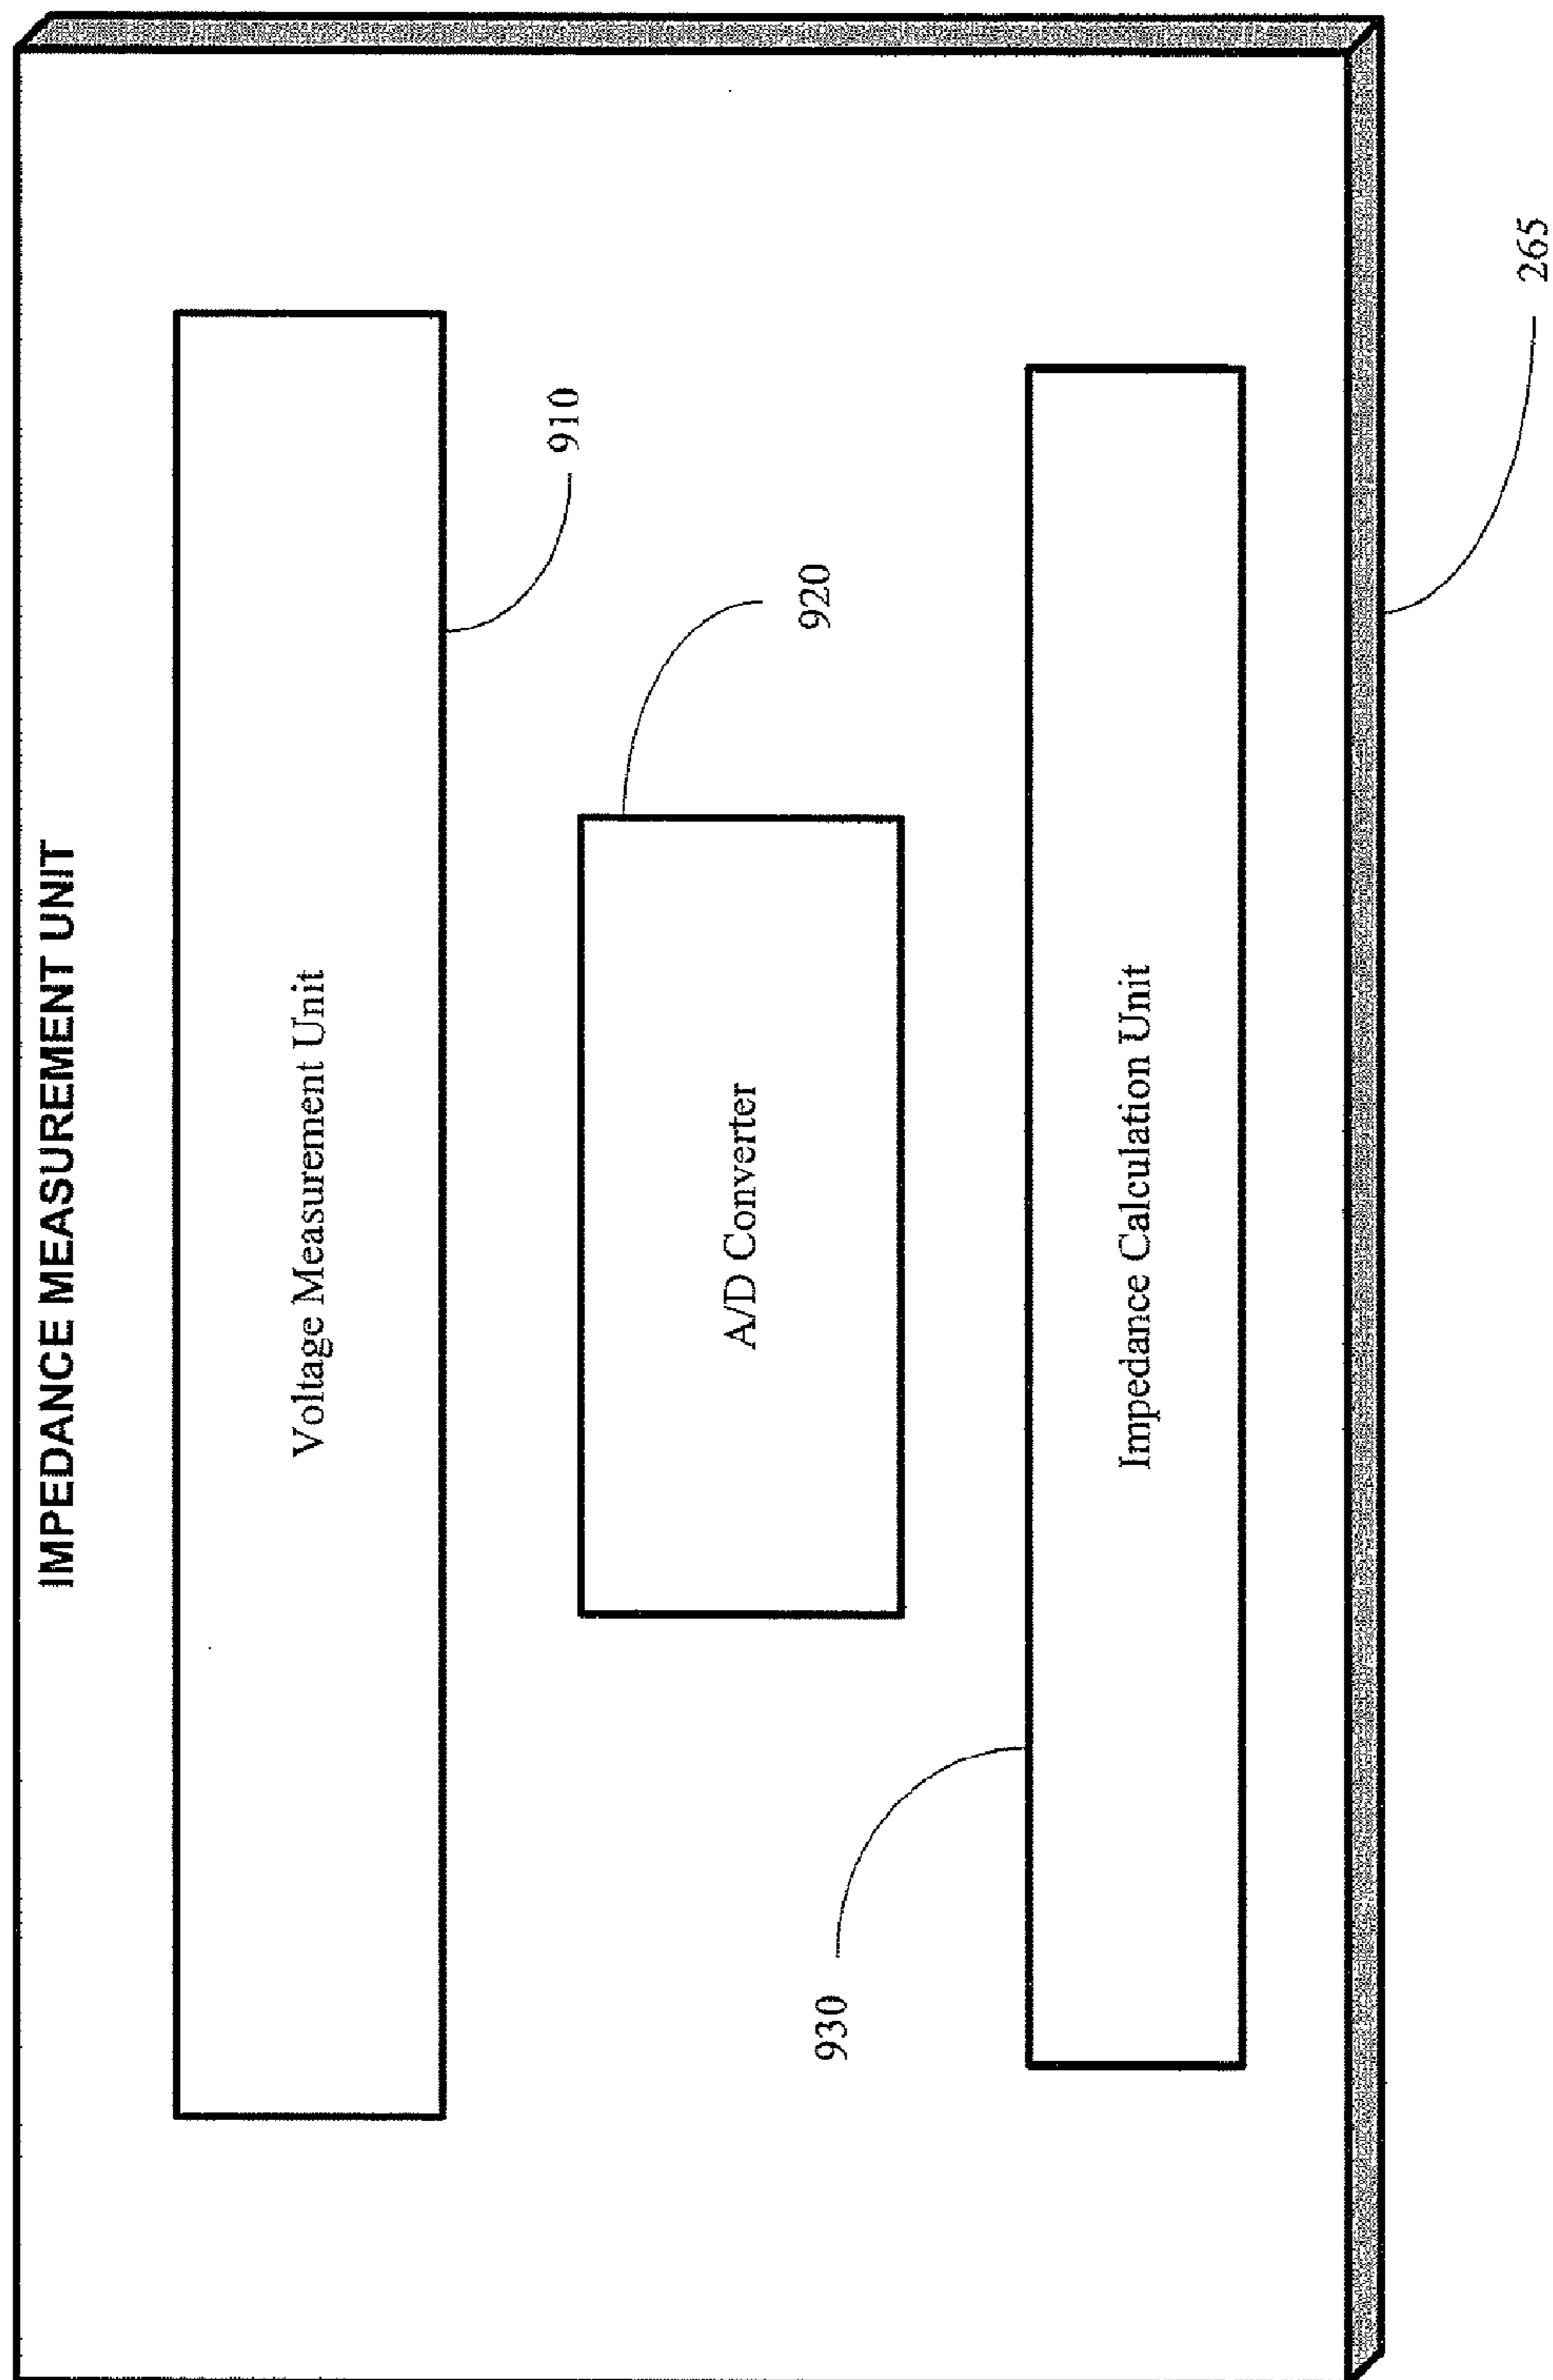 IMPEDANCE MEASUREMENT UNIT
Voltage Measurement Unit
910
920
A/D Converter
930
Impedance Calculation Unit
265